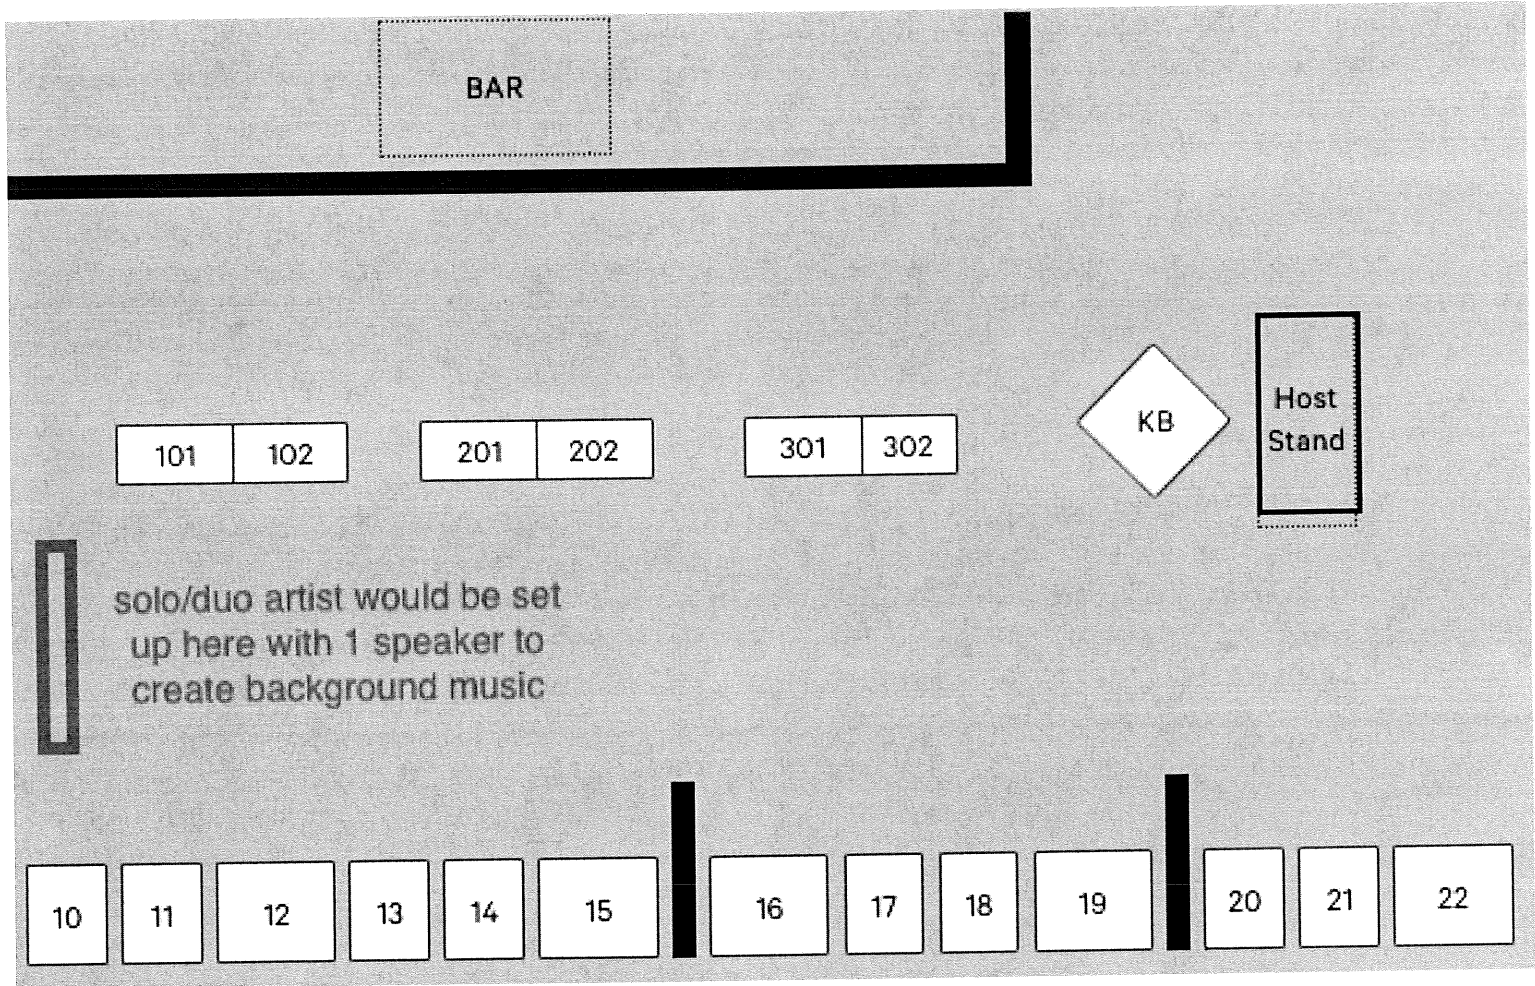 BAR
Host
Stand
KB
101 102 201 202 301 302
solo/duo artist would be set
up here with 1 speaker to
create background music
10 11 12 13 14 15 16 17 18 19 20 21 22